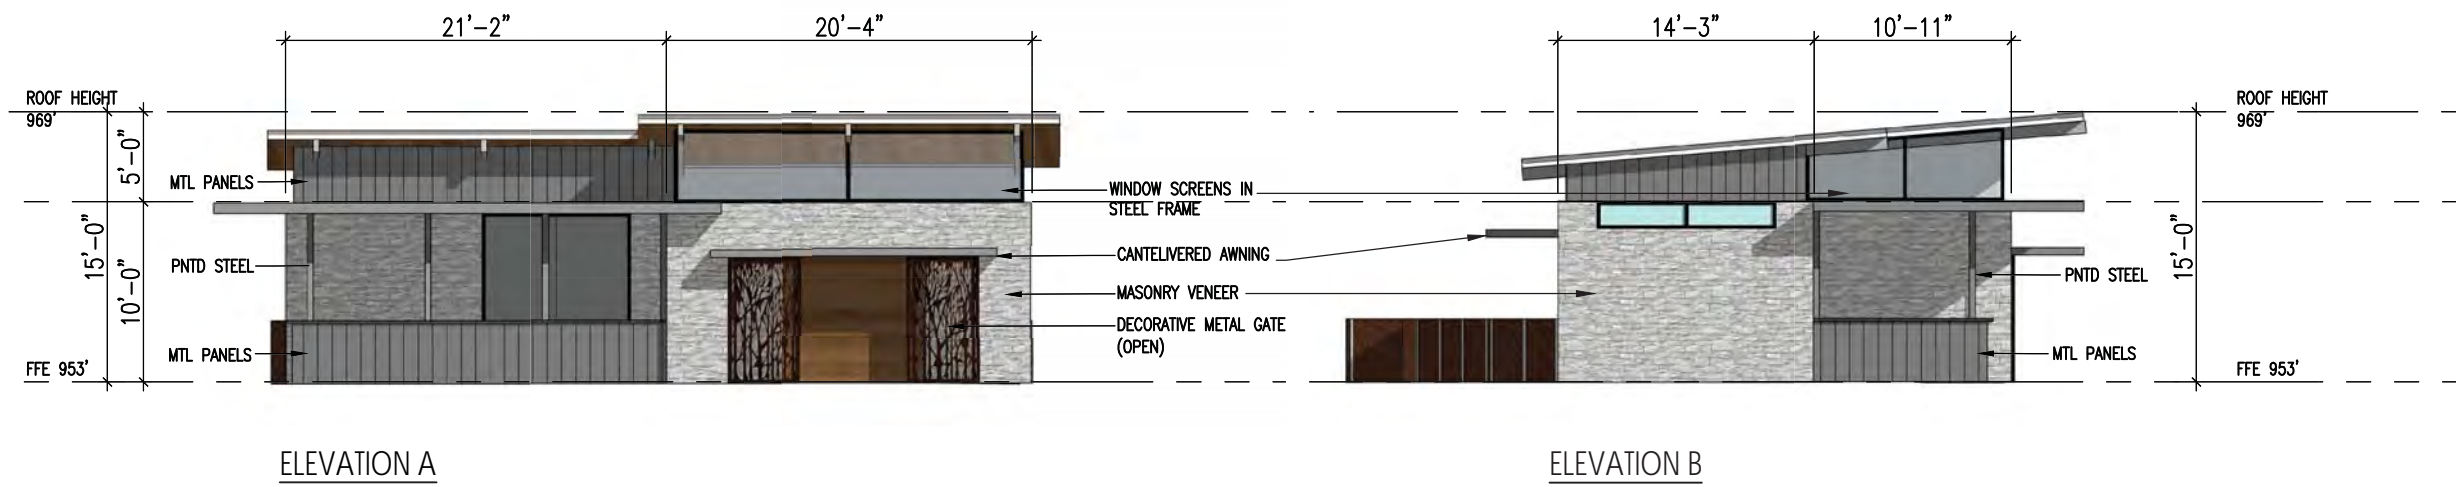 21'-2"
20'-4"
14'-3"
10'-11"
ROOF HEIGHT
969'
ROOF HEIGHT
969'
5'-0"
MTL PANELS
WINDOW SCREENS IN
STEEL FRAME
15'-0"
10'-0"
15'-0"
PNTD STEEL
CANTELIVERED AWNING
PNTD STEEL
MASONRY VENEER
DECORATIVE METAL GATE
(OPEN)
MTL PANELS
MTL PANELS
FFE 953'
FFE 953'
ELEVATION A
ELEVATION B